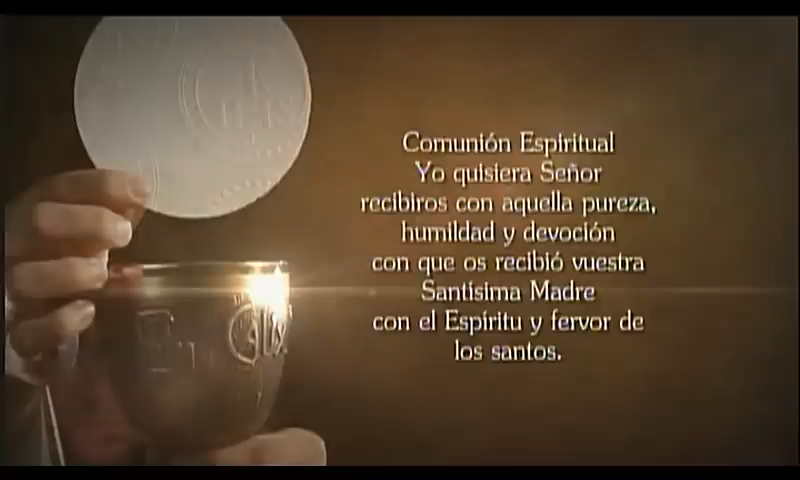 Comunión Espiritual
Yo quisiera Señor
recibiros con aquella pureza,
humildad y devoción
con que os recibió vuestra
Santísima Madre
con el Espíritu y fervor de
los santos.